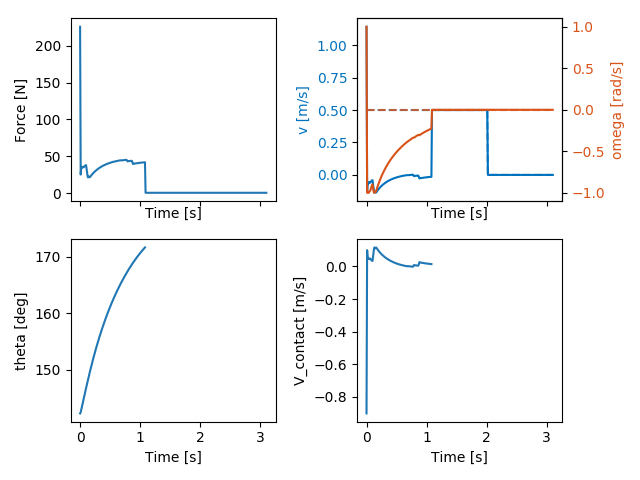 Force [N]
200
150
100
50
0
Time [s]
v [m/s]
1.00
0.75
0.50
0.25
0.00
omega [rad/s]
1.0
0.5
0.0
−0.5
−1.0
Time [s]
theta [deg]
170
160
150
0 1 2 3
Time [s]
V_contact [m/s]
0.0
−0.2
−0.4
−0.6
−0.8
0 1 2 3
Time [s]